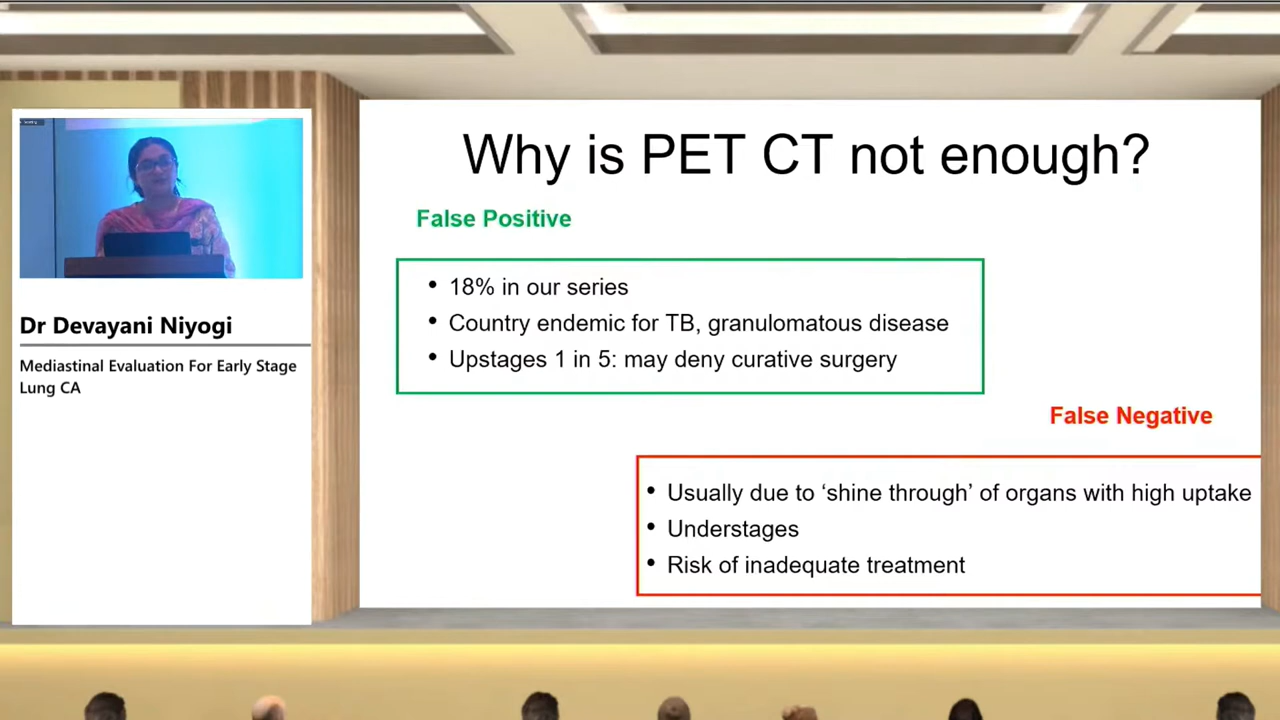 Why is PET CT not enough?
False Positive
• 18% in our series
• Country endemic for TB, granulomatous disease
• Upstages 1 in 5: may deny curative surgery
False Negative
• Usually due to ‘shine through’ of organs with high uptake
• Understages
• Risk of inadequate treatment
Dr Devayani Niyogi
Mediastinal Evaluation For Early Stage
Lung CA